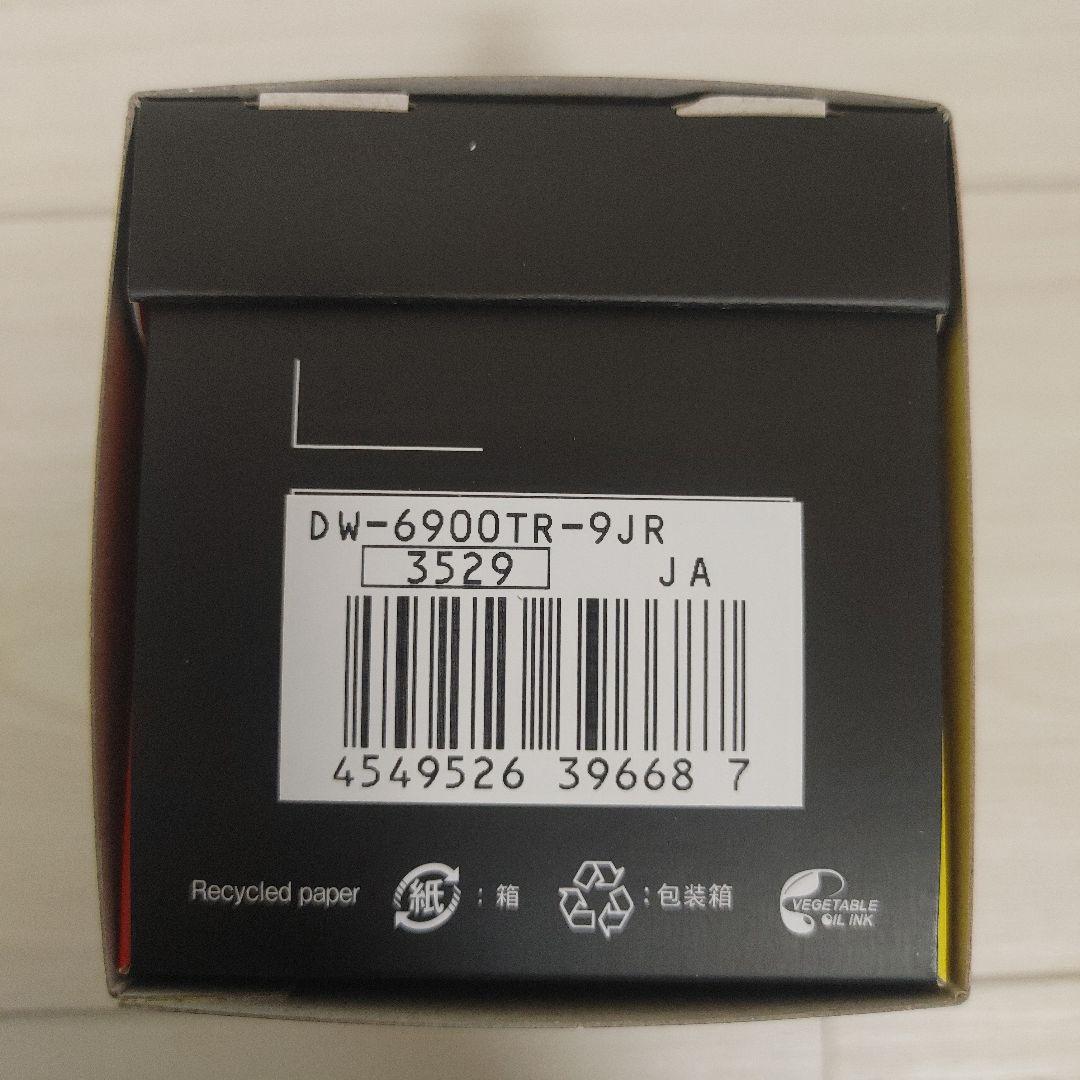 DW-6900TR-9JR
3529 JA
4549526 39668 7
Recycled paper 紙 : 箱 : 包装箱 VEGETABLE OIL INK